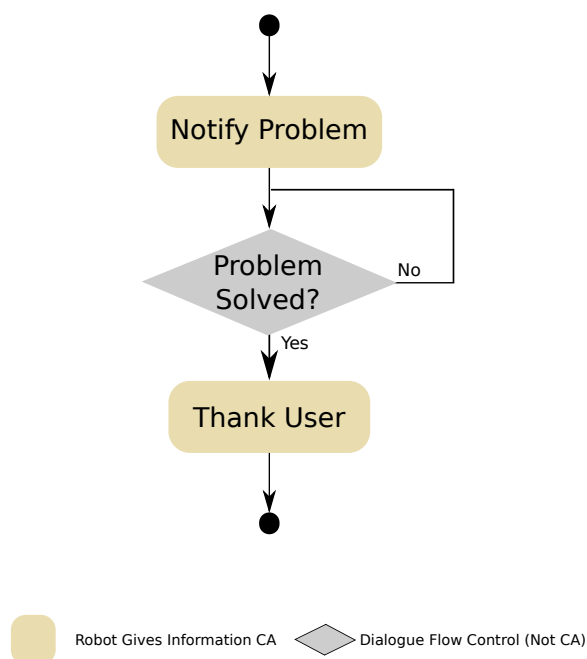 Notify Problem
Problem
Solved?
No
Yes
Thank User
Robot Gives Information CA
Dialogue Flow Control (Not CA)